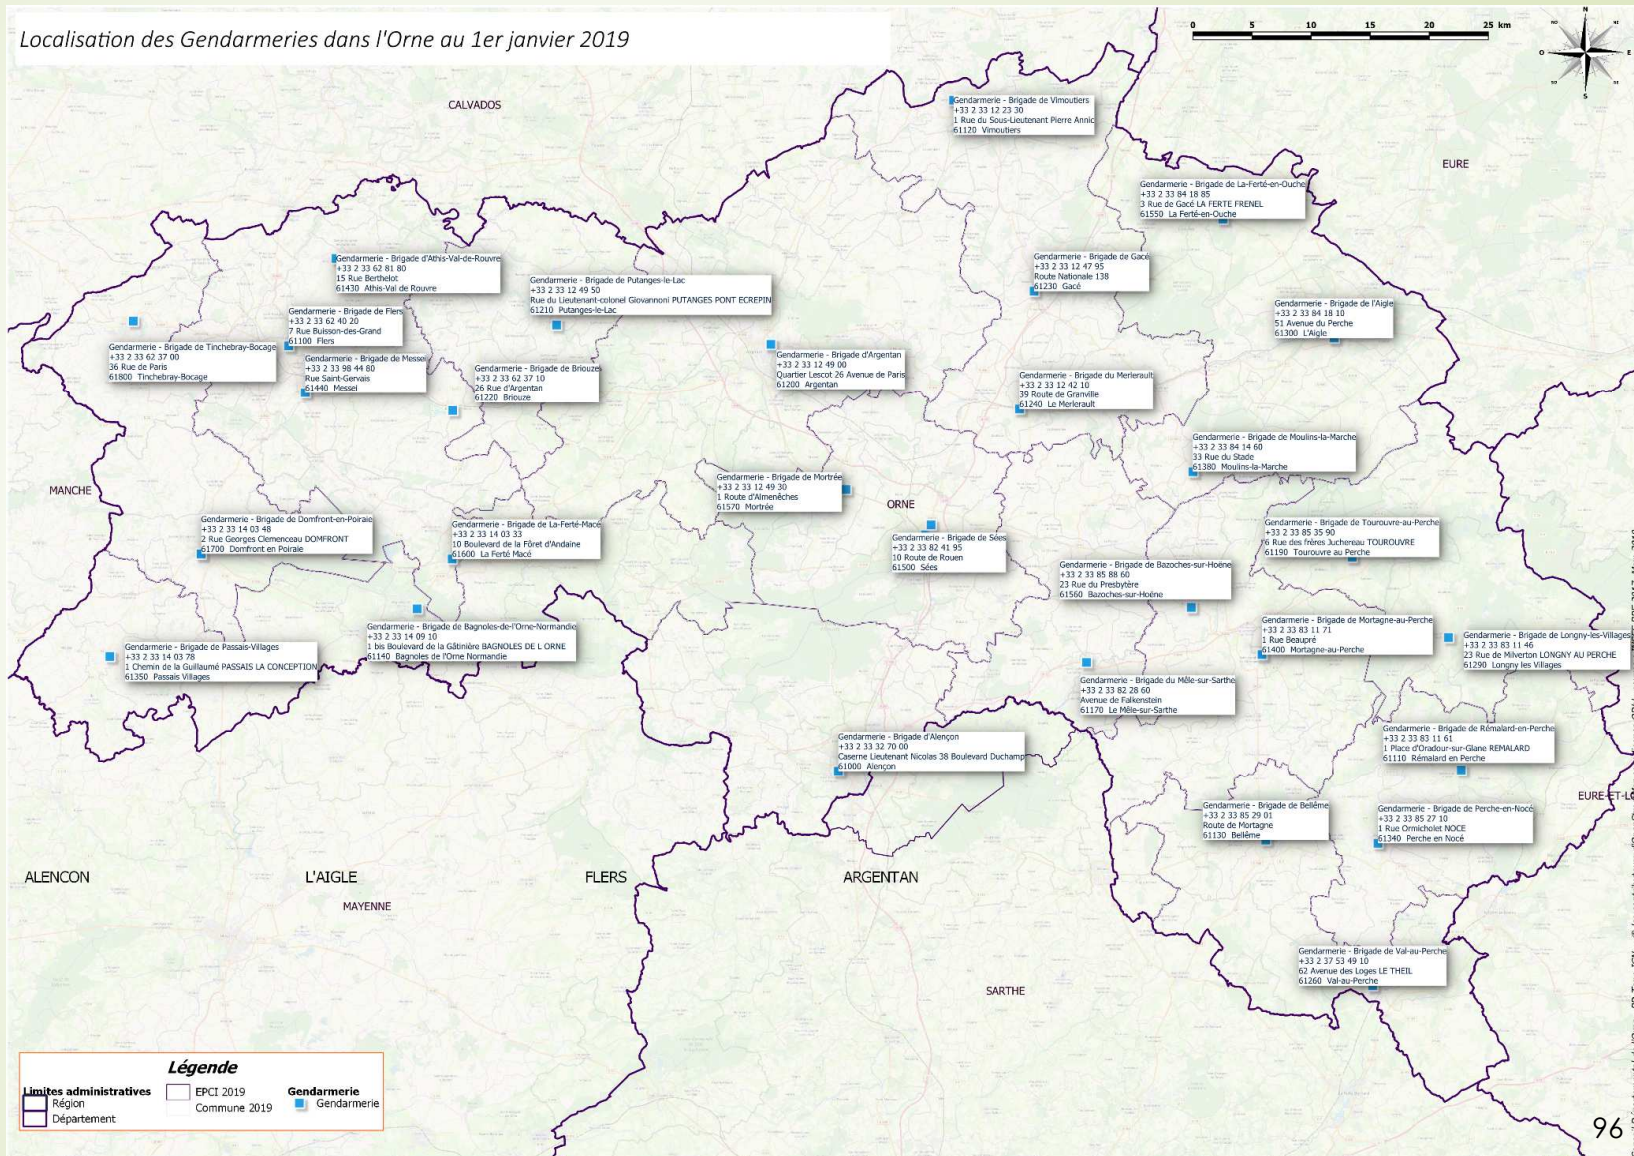 Localisation des Gendarmeries dans l'Orne au 1er janvier 2019
0 5 10 15 20 25 km
N
NO
NE
O
E
SO
SE
S
CALVADOS
EURE
Gendarmerie - Brigade de Vimoutiers
+33 2 33 12 23 30
1 Rue du Sous-Lieutenant Pierre Annic
61120 Vimoutiers
Gendarmerie - Brigade de La-Ferté-en-Ouche
+33 2 33 84 18 85
3 Rue de Gacé LA FERTE FRENEL
61550 La Ferté-en-Ouche
Gendarmerie - Brigade d'Athis-Val-de-Rouvre
+33 2 33 62 81 80
15 Rue Berthelot
61430 Athis-Val de Rouvre
Gendarmerie - Brigade de Putanges-le-Lac
+33 2 33 12 49 50
Rue du Lieutenant-colonel Giovannoni PUTANGES PONT ECREPIN
61210 Putanges-le-Lac
Gendarmerie - Brigade de Gacé
+33 2 33 12 47 95
Route Nationale 138
61230 Gacé
Gendarmerie - Brigade de l'Aigle
+33 2 33 84 18 10
51 Avenue du Perche
61300 L'Aigle
Gendarmerie - Brigade de Flers
+33 2 33 62 40 20
7 Rue Buisson-des-Grand
61100 Flers
Gendarmerie - Brigade de Tinchebray-Bocage
+33 2 33 62 37 00
36 Rue de Paris
61800 Tinchebray-Bocage
Gendarmerie - Brigade de Messei
+33 2 33 98 44 80
Rue Saint-Gervais
61440 Messei
Gendarmerie - Brigade de Briouze
+33 2 33 62 37 10
26 Rue d'Argentan
61220 Briouze
Gendarmerie - Brigade d'Argentan
+33 2 33 12 49 00
Quartier Lescot 26 Avenue de Paris
61200 Argentan
Gendarmerie - Brigade du Merlerault
+33 2 33 12 42 10
39 Route de Granville
61240 Le Merlerault
Gendarmerie - Brigade de Moulins-la-Marche
+33 2 33 84 14 60
33 Rue du Stade
61380 Moulins-la-Marche
MANCHE
Gendarmerie - Brigade de Mortrée
+33 2 33 12 49 30
1 Route d'Almenêches
61570 Mortrée
ORNE
Gendarmerie - Brigade de Domfront-en-Poiraie
+33 2 33 14 03 48
2 Rue Georges Clemenceau DOMFRONT
61700 Domfront en Poiraie
Gendarmerie - Brigade de La-Ferté-Macé
+33 2 33 14 03 33
10 Boulevard de la Fôret d'Andaine
61600 La Ferté Macé
Gendarmerie - Brigade de Sées
+33 2 33 82 41 95
10 Route de Rouen
61500 Sées
Gendarmerie - Brigade de Tourouvre-au-Perche
+33 2 33 85 35 90
6 Rue des frères Juchereau TOUROUVRE
61190 Tourouvre au Perche
Gendarmerie - Brigade de Bazoches-sur-Hoëne
+33 2 33 85 88 60
23 Rue du Presbytère
61560 Bazoches-sur-Hoëne
Gendarmerie - Brigade de Mortagne-au-Perche
+33 2 33 83 11 71
1 Rue Beaupré
61400 Mortagne-au-Perche
Gendarmerie - Brigade de Longny-les-Villages
+33 2 33 83 11 46
23 Rue de Milverton LONGNY AU PERCHE
61290 Longny les Villages
Gendarmerie - Brigade de Bagnoles-de-l'Orne-Normandie
+33 2 33 14 09 10
1 bis Boulevard de la Gâtinière BAGNOLES DE L ORNE
61140 Bagnoles de l'Orne Normandie
Gendarmerie - Brigade de Passais-Villages
+33 2 33 14 03 78
1 Chemin de la Guillaumé PASSAIS LA CONCEPTION
61350 Passais Villages
Gendarmerie - Brigade du Mêle-sur-Sarthe
+33 2 33 82 28 60
Avenue de Falkenstein
61170 Le Mêle-sur-Sarthe
Gendarmerie - Brigade d'Alençon
+33 2 33 32 70 00
Caserne Lieutenant Nicolas 38 Boulevard Duchamp
61000 Alençon
Gendarmerie - Brigade de Rémalard-en-Perche
+33 2 33 83 11 61
1 Place d'Oradour-sur-Glane REMALARD
61110 Rémalard en Perche
EURE-ET-LO
Gendarmerie - Brigade de Bellême
+33 2 33 85 29 01
Route de Mortagne
61130 Bellême
Gendarmerie - Brigade de Perche-en-Nocé
+33 2 33 85 27 10
1 Rue Ormicholet NOCE
61340 Perche en Nocé
ALENCON
L'AIGLE
FLERS
ARGENTAN
MAYENNE
SARTHE
Gendarmerie - Brigade de Val-au-Perche
+33 2 37 53 49 10
62 Avenue des Loges LE THEIL
61260 Val-au-Perche
Légende
Limites administratives
Région
Département
EPCI 2019
Commune 2019
Gendarmerie
Gendarmerie
96